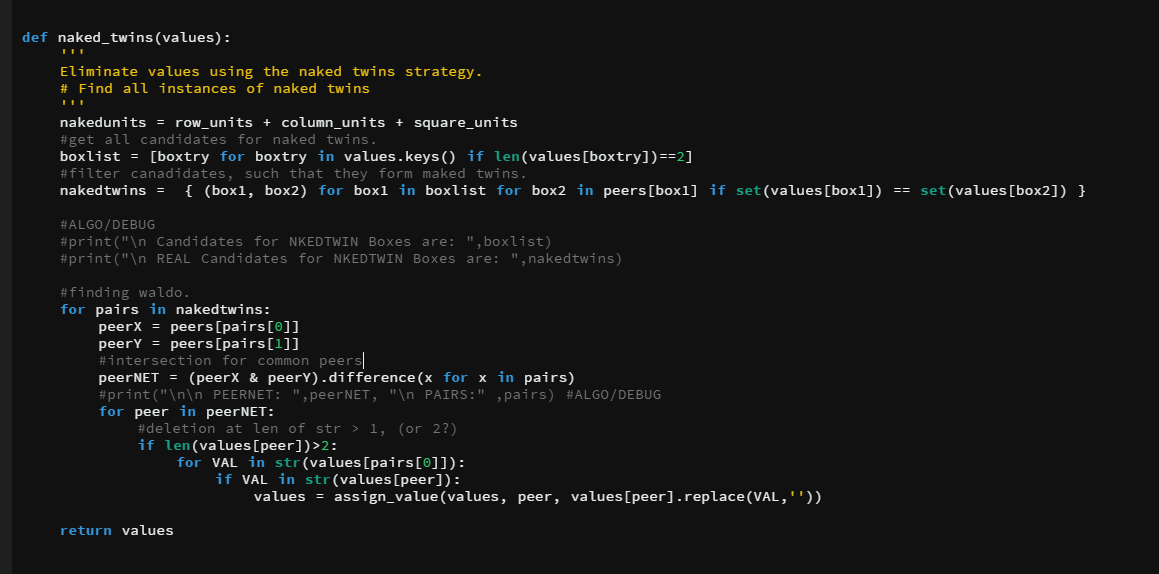 def naked_twins(values):
    '''
    Eliminate values using the naked twins strategy.
    # Find all instances of naked twins
    '''
    nakedunits = row_units + column_units + square_units
    #get all candidates for naked twins.
    boxlist = [boxtry for boxtry in values.keys() if len(values[boxtry])==2]
    #filter canadidates, such that they form maked twins.
    nakedtwins =  { (box1, box2) for box1 in boxlist for box2 in peers[box1] if set(values[box1]) == set(values[box2]) }

    #ALGO/DEBUG
    #print("\n Candidates for NKEDTWIN Boxes are: ",boxlist)
    #print("\n REAL Candidates for NKEDTWIN Boxes are: ",nakedtwins)

    #finding waldo.
    for pairs in nakedtwins:
        peerX = peers[pairs[0]]
        peerY = peers[pairs[1]]
        #intersection for common peers
        peerNET = (peerX & peerY).difference(x for x in pairs)
        #print("\n\n PEERNET: ",peerNET, "\n PAIRS:" ,pairs) #ALGO/DEBUG
        for peer in peerNET:
            #deletion at len of str > 1, (or 2?)
            if len(values[peer])>2:
                for VAL in str(values[pairs[0]]):
                    if VAL in str(values[peer]):
                        values = assign_value(values, peer, values[peer].replace(VAL,''))

    return values